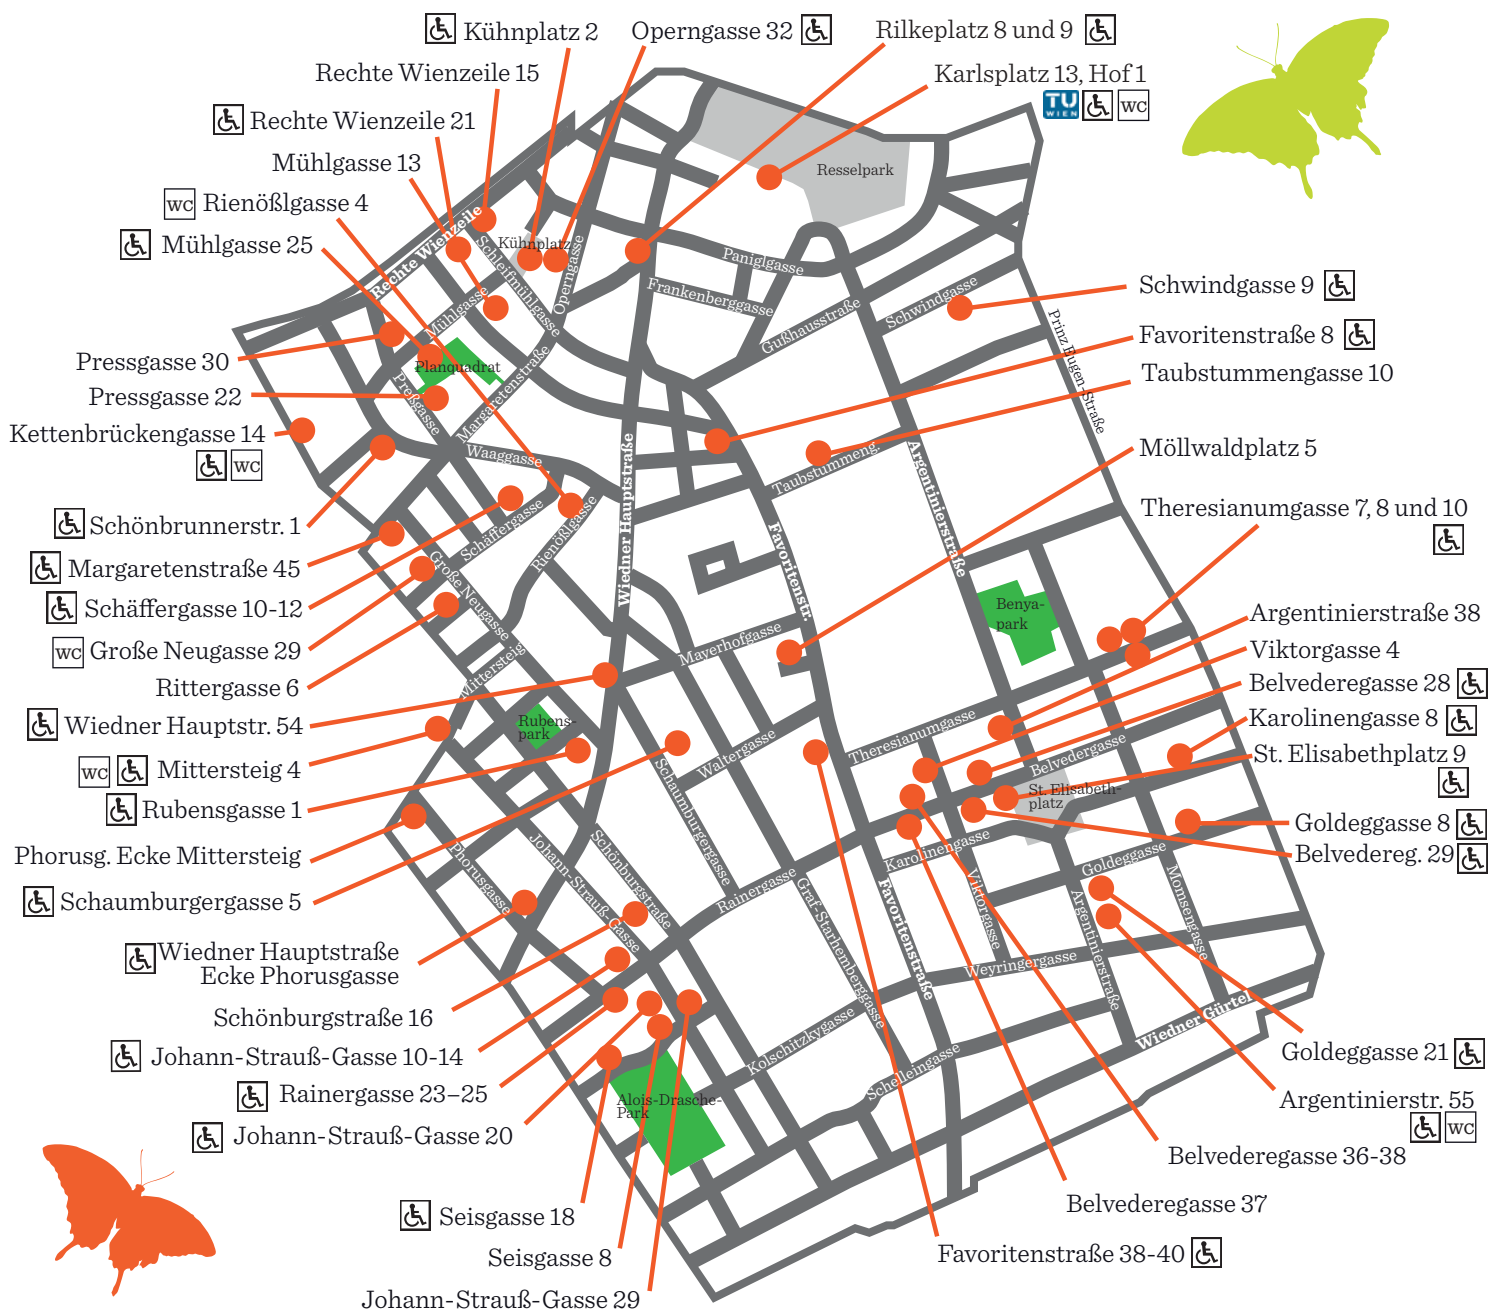 Kühnplatz 2
Operngasse 32
Rilkeplatz 8 und 9
Rechte Wienzeile 15
Karlsplatz 13, Hof 1
TU
WIEN
WC
Rechte Wienzeile 21
Mühlgasse 13
WC Rienößlgasse 4
Mühlgasse 25
Pressgasse 30
Pressgasse 22
Kettenbrückengasse 14
WC
Schönbrunnerstr. 1
Margaretenstraße 45
Schäffergasse 10-12
WC Große Neugasse 29
Rittergasse 6
Wiedner Hauptstr. 54
WC Mittersteig 4
Rubensgasse 1
Phorusg. Ecke Mittersteig
Schaumburgergasse 5
Wiedner Hauptstraße
Ecke Phorusgasse
Schönburgstraße 16
Johann-Strauß-Gasse 10-14
Rainergasse 23–25
Johann-Strauß-Gasse 20
Seisgasse 18
Seisgasse 8
Johann-Strauß-Gasse 29
Schwindgasse 9
Favoritenstraße 8
Taubstummengasse 10
Möllwaldplatz 5
Theresianumgasse 7, 8 und 10
Argentinierstraße 38
Viktorgasse 4
Belvederegasse 28
Karolinengasse 8
St. Elisabethplatz 9
Goldeggasse 8
Belvedereg. 29
Goldeggasse 21
Argentinierstr. 55
WC
Belvederegasse 36-38
Belvederegasse 37
Favoritenstraße 38-40
Resselpark
Kühnplatz
Rechte Wienzeile
Schleifmühlgasse
Operngasse
Mühlgasse
Paniglgasse
Frankenberggasse
Gußhausstraße
Schwindgasse
Prinz Eugen-Straße
Planquadrat
Preßgasse
Margaretenstraße
Waaggasse
Wiedner Hauptstraße
Taubstummeng.
Argentinierstraße
Favoritenstr.
Schäffergasse
Rienößlgasse
Große Neugasse
Mittersteig
Mayerhofgasse
Benya-
park
Rubens-
park
Waltergasse
Schaumburgergasse
Theresianumgasse
Belvedergasse
St. Elisabeth-
platz
Karolinengasse
Goldeggasse
Phorusgasse
Johann-Strauß-Gasse
Schönburgstraße
Rainergasse
Graf-Starhemberggasse
Favoritenstraße
Viktorgasse
Argentinierstraße
Momsengasse
Weyringergasse
Wiedner Gürtel
Kolschitzkygasse
Schelleingasse
Alois-Drasche-
Park